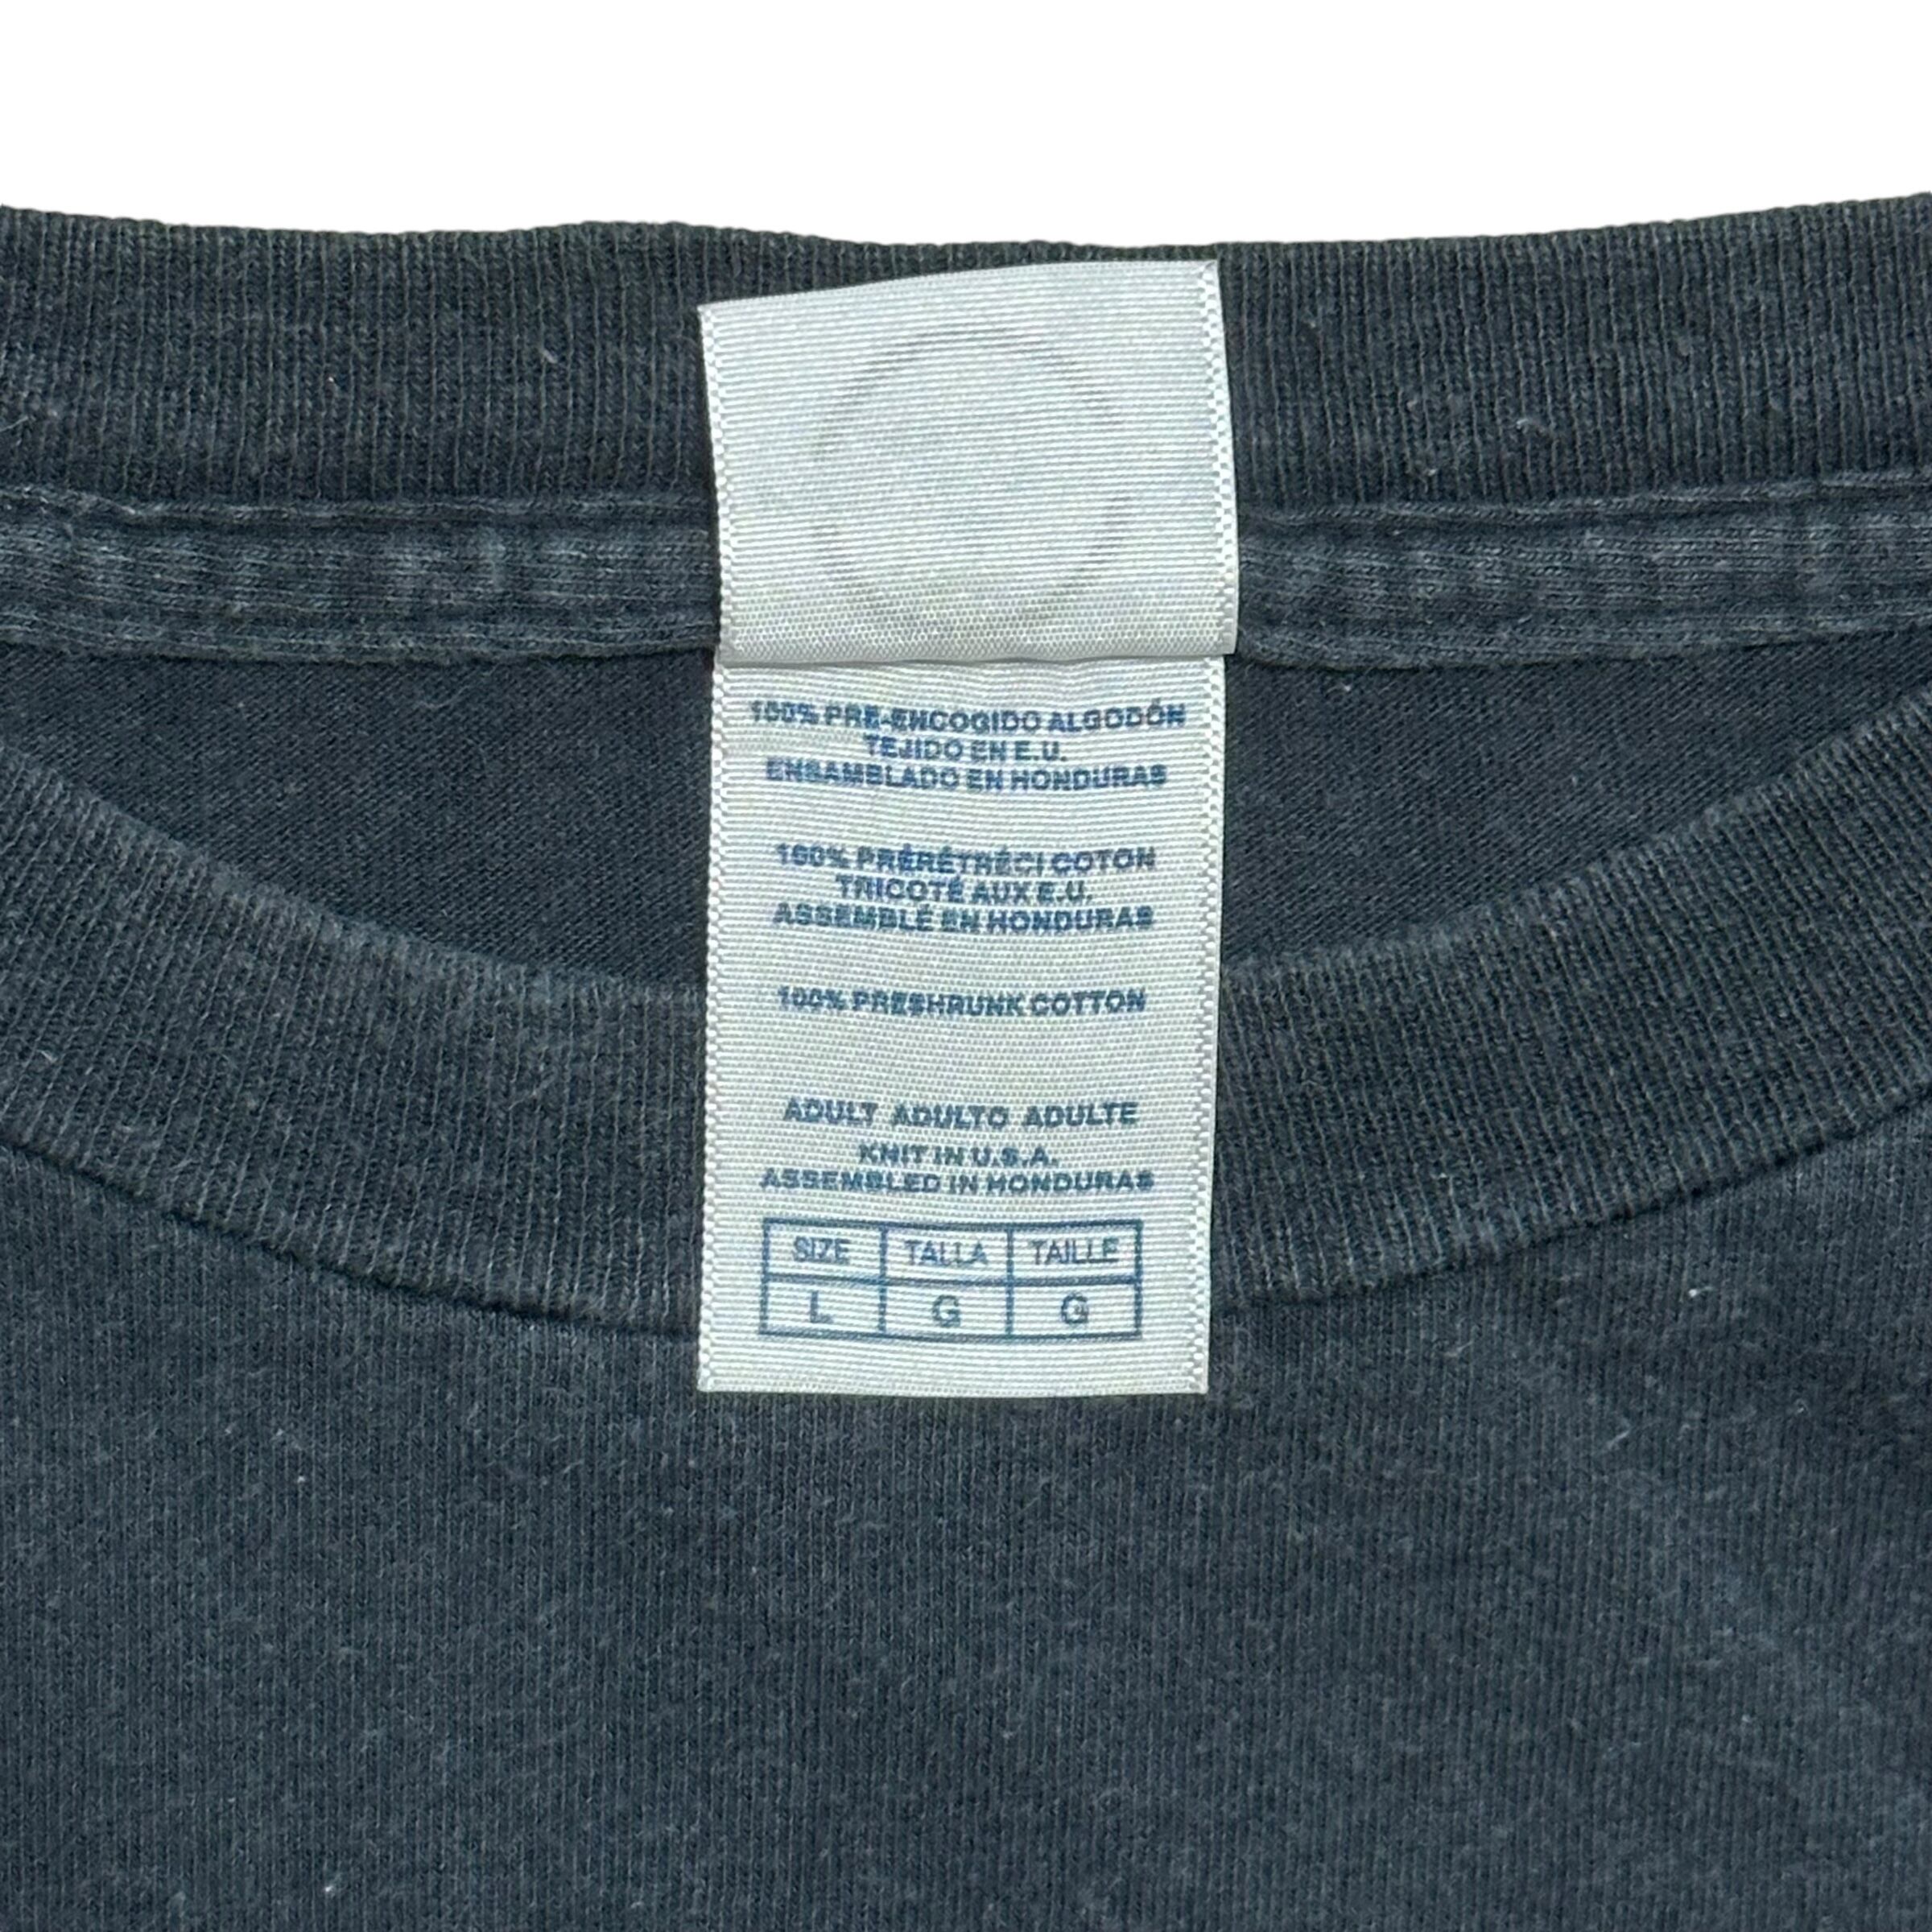 100% PRE-ENCOGIDO ALGODÓN
TEJIDO EN E.U.
ENSAMBLADO EN HONDURAS
100% PRÉRÉTRÉCI COTON
TRICOTÉ AUX E.U.
ASSEMBLÉ EN HONDURAS
100% PRESHRUNK COTTON
ADULT ADULTO ADULTE
KNIT IN U.S.A.
ASSEMBLED IN HONDURAS
SIZE TALLA TAILLE
L G G